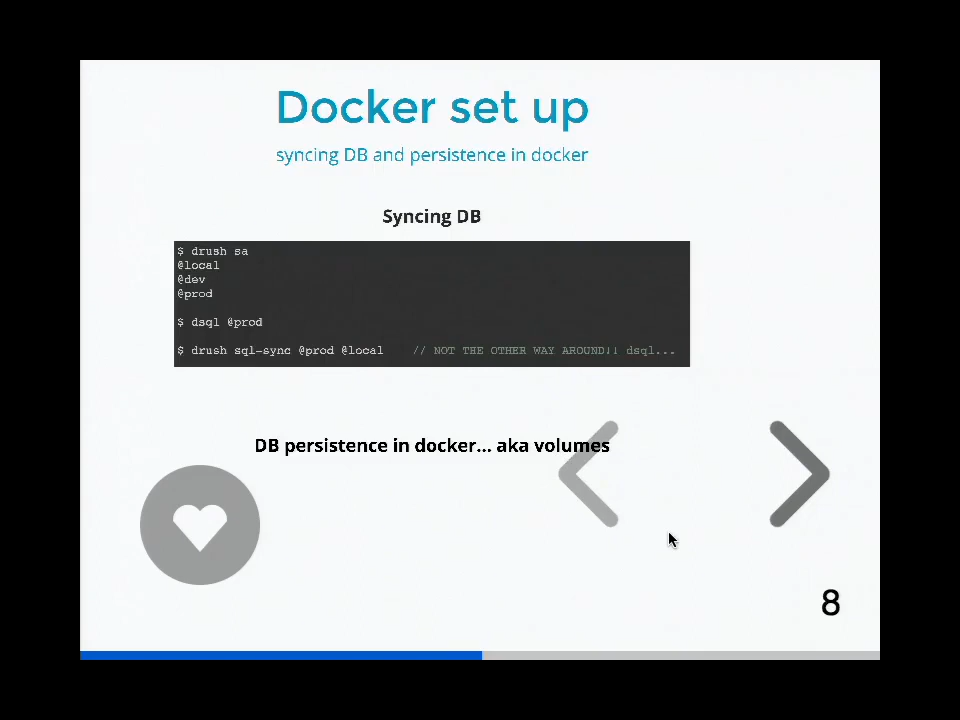 Docker set up
syncing DB and persistence in docker
Syncing DB
$ drush sa
@local
@dev
@prod
$ dsql @prod
$ drush sql-sync @prod @local // NOT THE OTHER WAY AROUND!! dsql...
DB persistence in docker... aka volumes
8